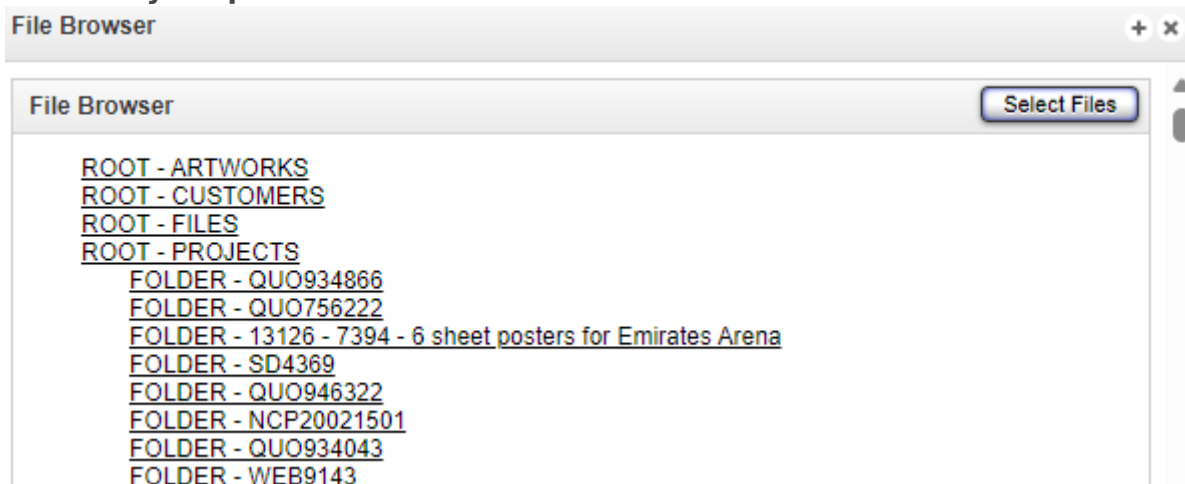 File Browser
File Browser
Select Files
ROOT - ARTWORKS
ROOT - CUSTOMERS
ROOT - FILES
ROOT - PROJECTS
FOLDER - QUO934866
FOLDER - QUO756222
FOLDER - 13126 - 7394 - 6 sheet posters for Emirates Arena
FOLDER - SD4369
FOLDER - QUO946322
FOLDER - NCP20021501
FOLDER - QUO934043
FOLDER - WEB9143